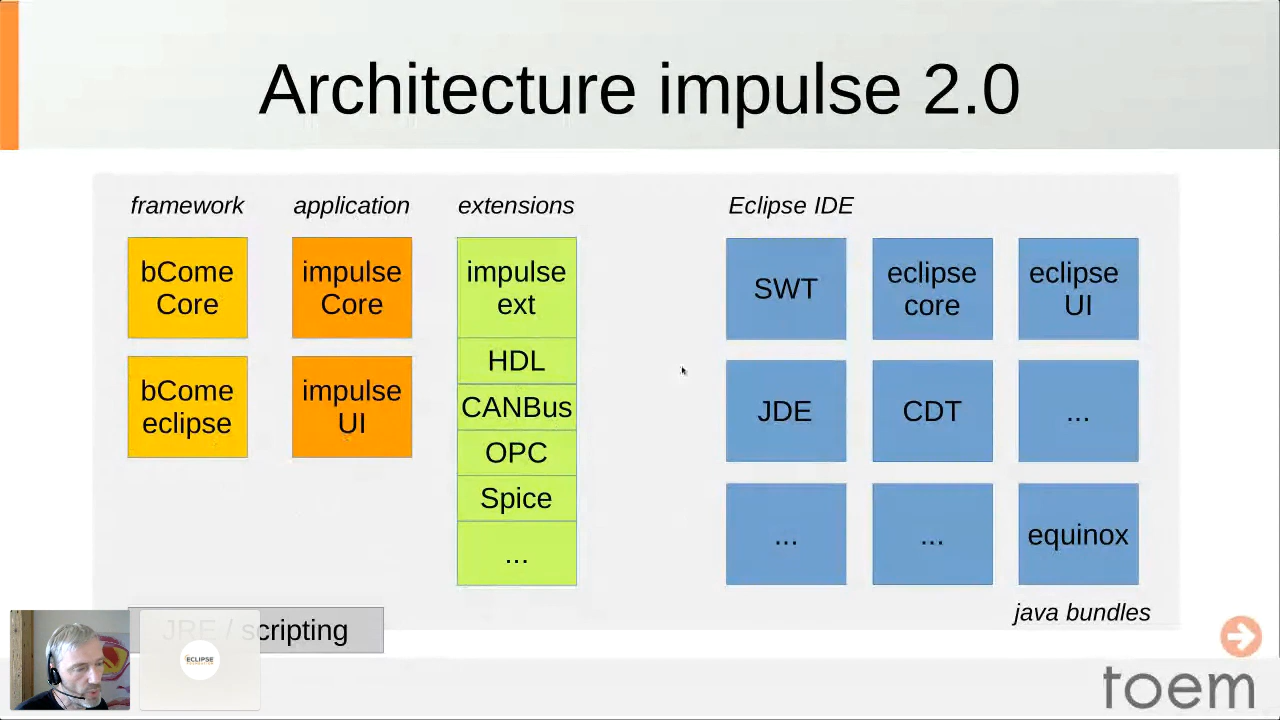 Architecture impulse 2.0
framework
application
extensions
Eclipse IDE
bCome
Core
impulse
Core
impulse
ext
HDL
CANBus
OPC
Spice
...
bCome
eclipse
impulse
UI
SWT
eclipse
core
eclipse
UI
JDE
CDT
...
...
...
equinox
java bundles
JRE / scripting
ECLIPSE
FOUNDATION
toem